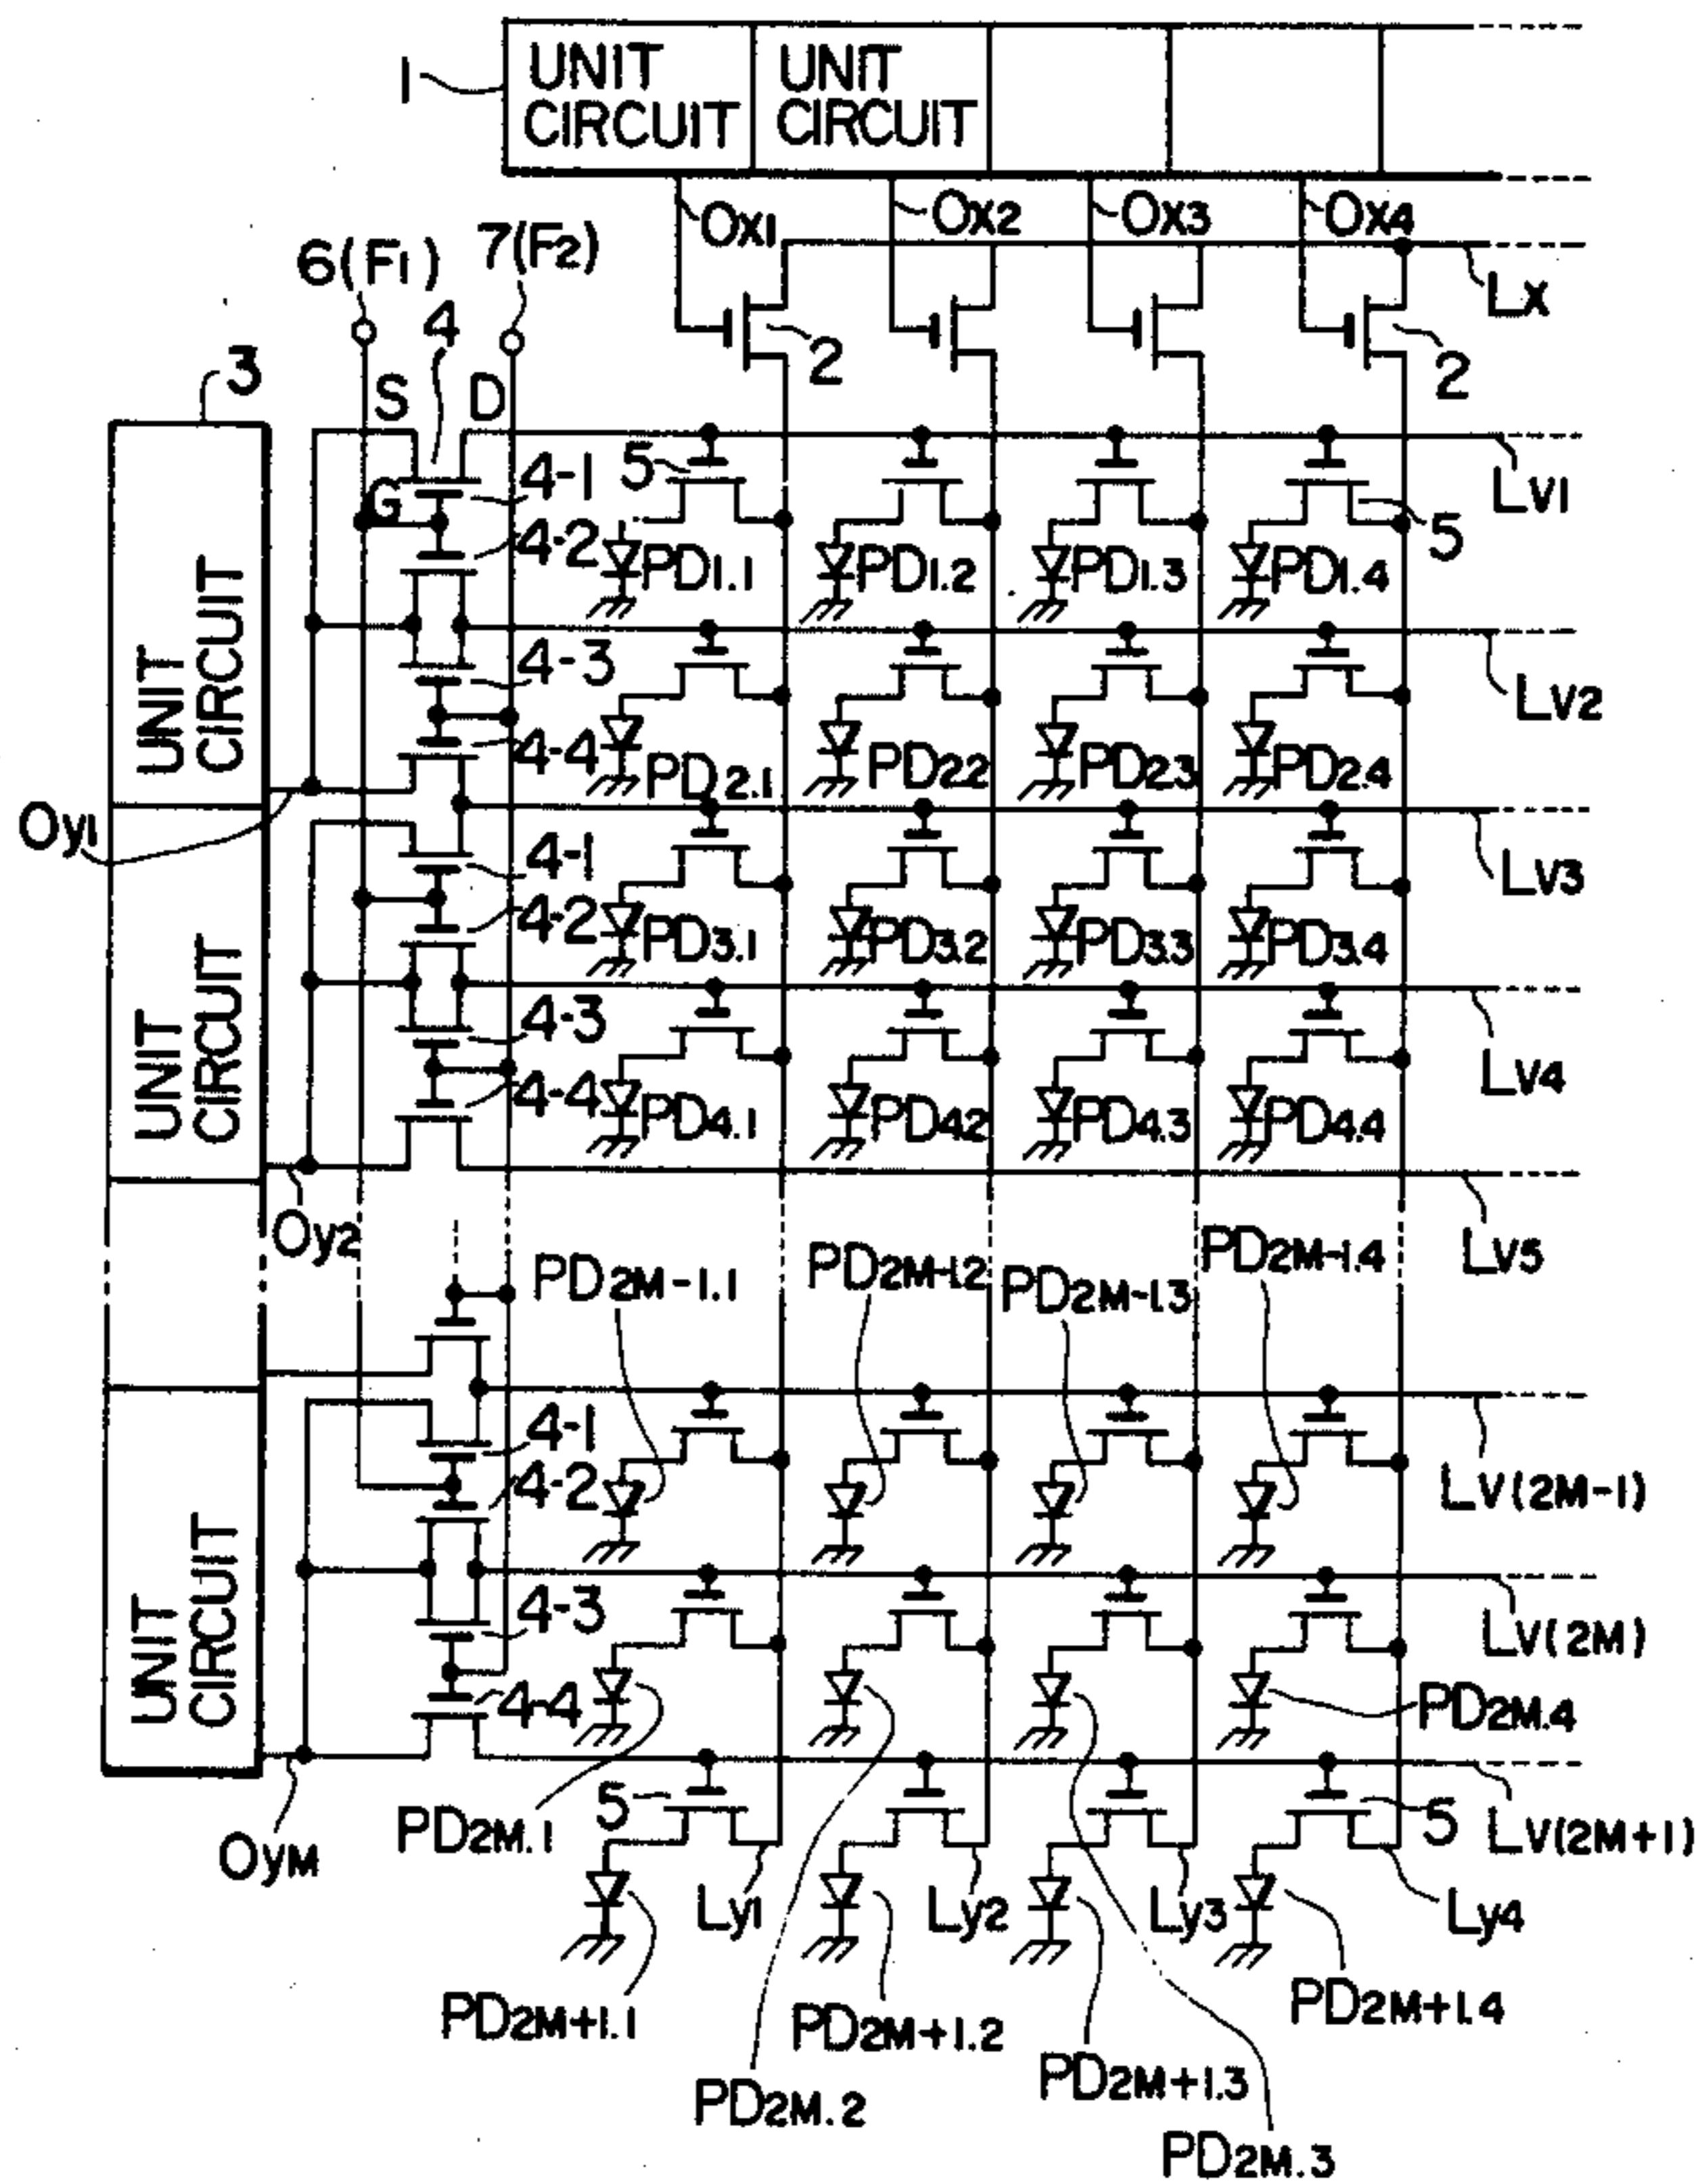 1
UNIT CIRCUIT
UNIT CIRCUIT
Ox1
Ox2
Ox3
Ox4
6(F1)
7(F2)
Lx
2
2
3
4
S
D
G
4-1
5
Lv1
5
4-2
PD1.1
PD1.2
PD1.3
PD1.4
UNIT CIRCUIT
4-3
Lv2
4-4
PD2.1
PD2.2
PD2.3
PD2.4
Oy1
4-1
Lv3
4-2
PD3.1
PD3.2
PD3.3
PD3.4
UNIT CIRCUIT
4-3
Lv4
4-4
PD4.1
PD4.2
PD4.3
PD4.4
Oy2
Lv5
PD2M-1.1
PD2M-1.2
PD2M-1.3
PD2M-1.4
4-1
4-2
Lv(2M-1)
UNIT CIRCUIT
4-3
Lv(2M)
4-4
PD2M.4
5
5
Lv(2M+1)
PD2M.1
OyM
Ly1
Ly2
Ly3
Ly4
PD2M+1.1
PD2M+1.2
PD2M+1.3
PD2M+1.4
PD2M.2
PD2M.3